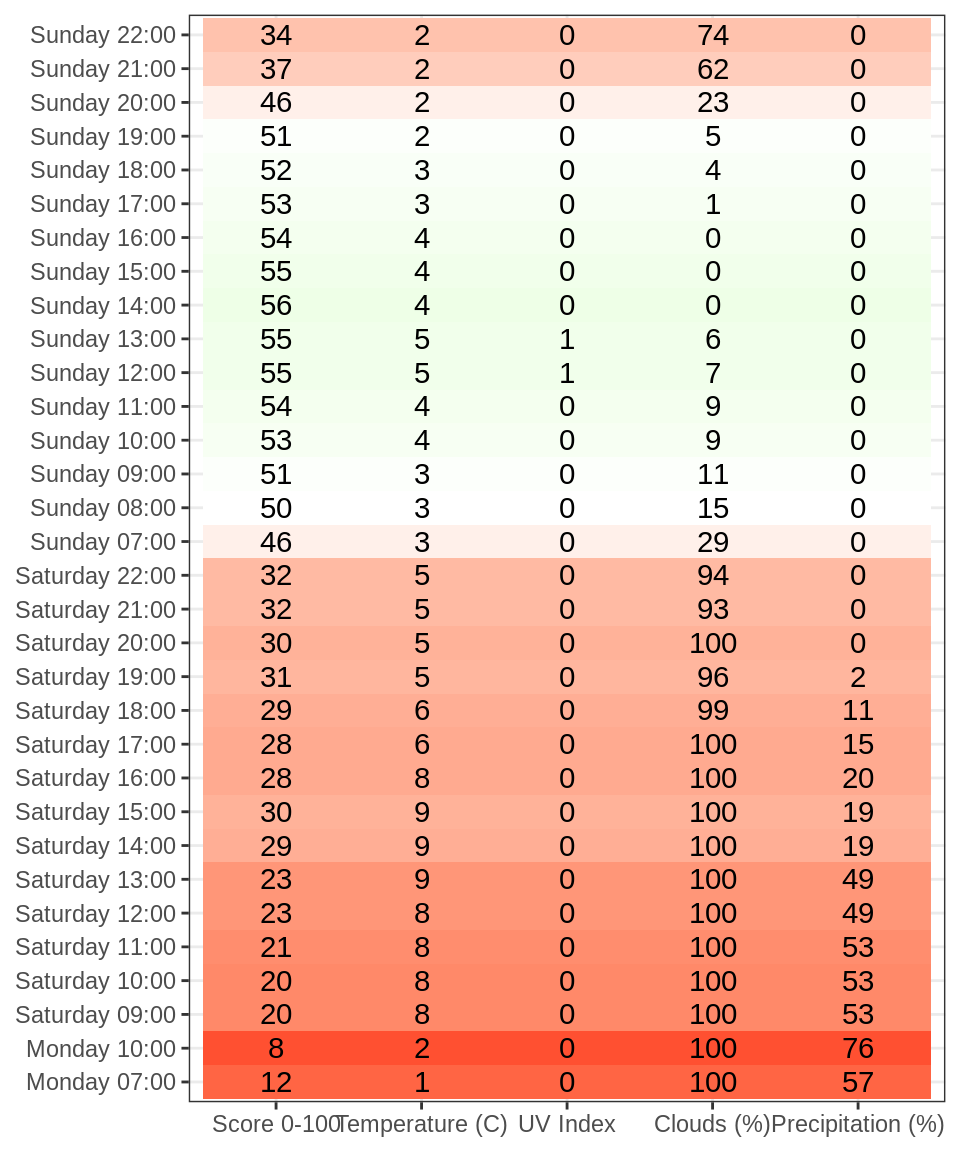 Sunday 22:00 34 2 0 74 0
Sunday 21:00 37 2 0 62 0
Sunday 20:00 46 2 0 23 0
Sunday 19:00 51 2 0 5 0
Sunday 18:00 52 3 0 4 0
Sunday 17:00 53 3 0 1 0
Sunday 16:00 54 4 0 0 0
Sunday 15:00 55 4 0 0 0
Sunday 14:00 56 4 0 0 0
Sunday 13:00 55 5 1 6 0
Sunday 12:00 55 5 1 7 0
Sunday 11:00 54 4 0 9 0
Sunday 10:00 53 4 0 9 0
Sunday 09:00 51 3 0 11 0
Sunday 08:00 50 3 0 15 0
Sunday 07:00 46 3 0 29 0
Saturday 22:00 32 5 0 94 0
Saturday 21:00 32 5 0 93 0
Saturday 20:00 30 5 0 100 0
Saturday 19:00 31 5 0 96 2
Saturday 18:00 29 6 0 99 11
Saturday 17:00 28 6 0 100 15
Saturday 16:00 28 8 0 100 20
Saturday 15:00 30 9 0 100 19
Saturday 14:00 29 9 0 100 19
Saturday 13:00 23 9 0 100 49
Saturday 12:00 23 8 0 100 49
Saturday 11:00 21 8 0 100 53
Saturday 10:00 20 8 0 100 53
Saturday 09:00 20 8 0 100 53
Monday 10:00 8 2 0 100 76
Monday 07:00 12 1 0 100 57
Score 0-100 Temperature (C) UV Index Clouds (%) Precipitation (%)